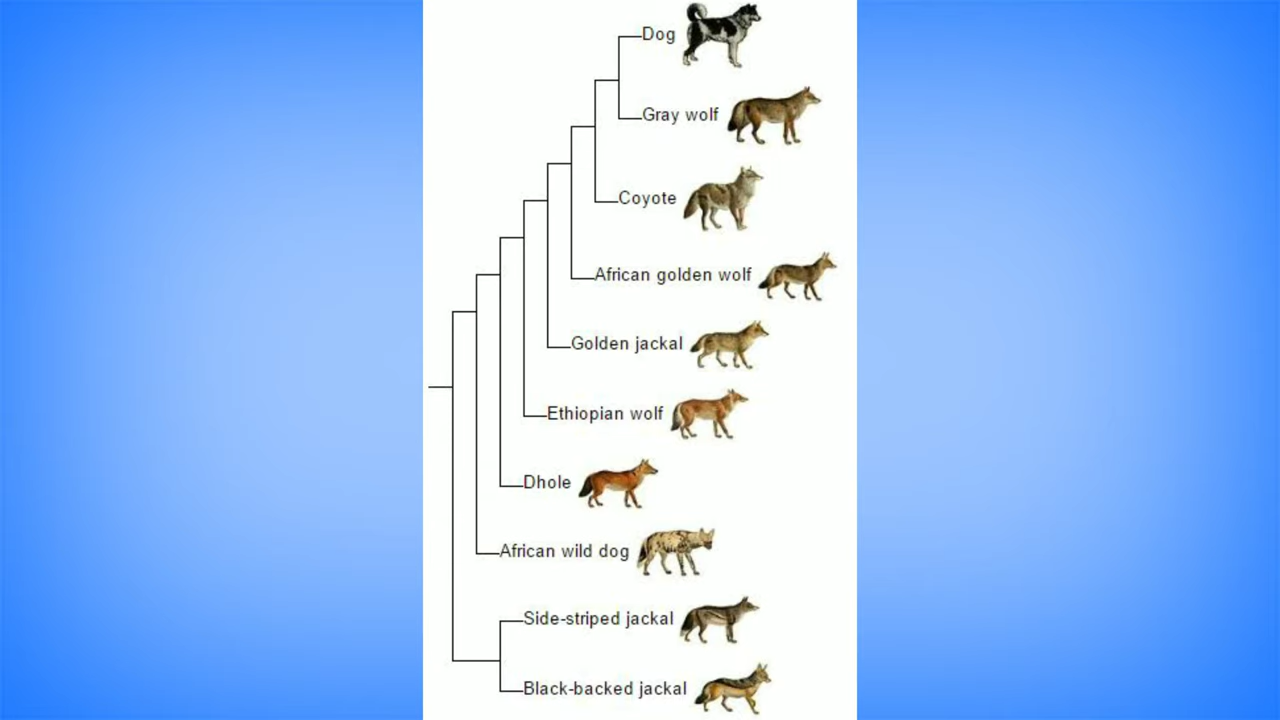 Dog
Gray wolf
Coyote
African golden wolf
Golden jackal
Ethiopian wolf
Dhole
African wild dog
Side-striped jackal
Black-backed jackal